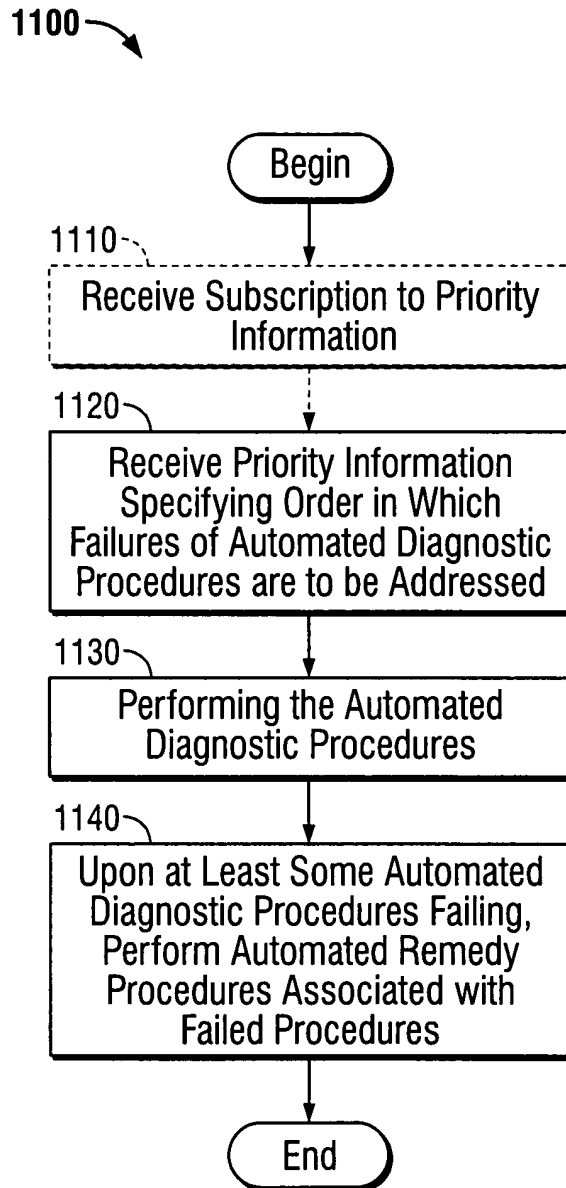 1100
Begin
1110
Receive Subscription to Priority
Information
1120
Receive Priority Information
Specifying Order in Which
Failures of Automated Diagnostic
Procedures are to be Addressed
1130
Performing the Automated
Diagnostic Procedures
1140
Upon at Least Some Automated
Diagnostic Procedures Failing,
Perform Automated Remedy
Procedures Associated with
Failed Procedures
End